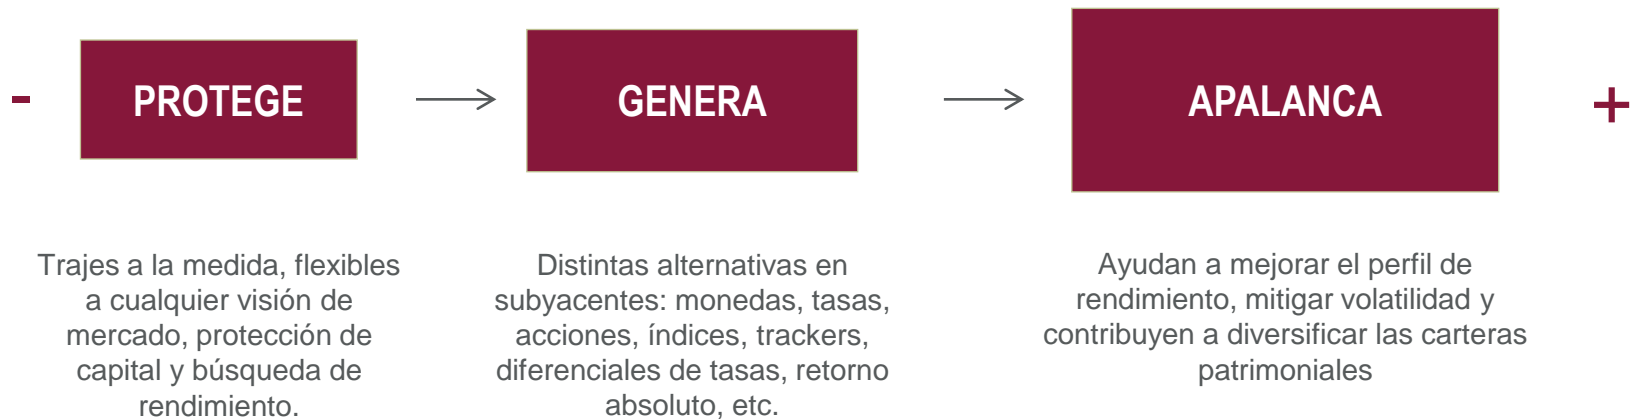 -
PROTEGE
GENERA
APALANCA
+
Trajes a la medida, flexibles
a cualquier visión de
mercado, protección de
capital y búsqueda de
rendimiento.
Distintas alternativas en
subyacentes: monedas, tasas,
acciones, índices, trackers,
diferenciales de tasas, retorno
absoluto, etc.
Ayudan a mejorar el perfil de
rendimiento, mitigar volatilidad y
contribuyen a diversificar las carteras
patrimoniales